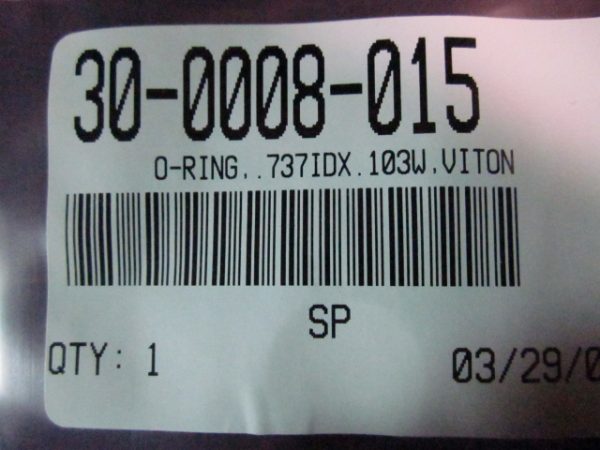 30-0008-015
O-RING,.737IDX.103W,VITON
SP
QTY: 1
03/29/0